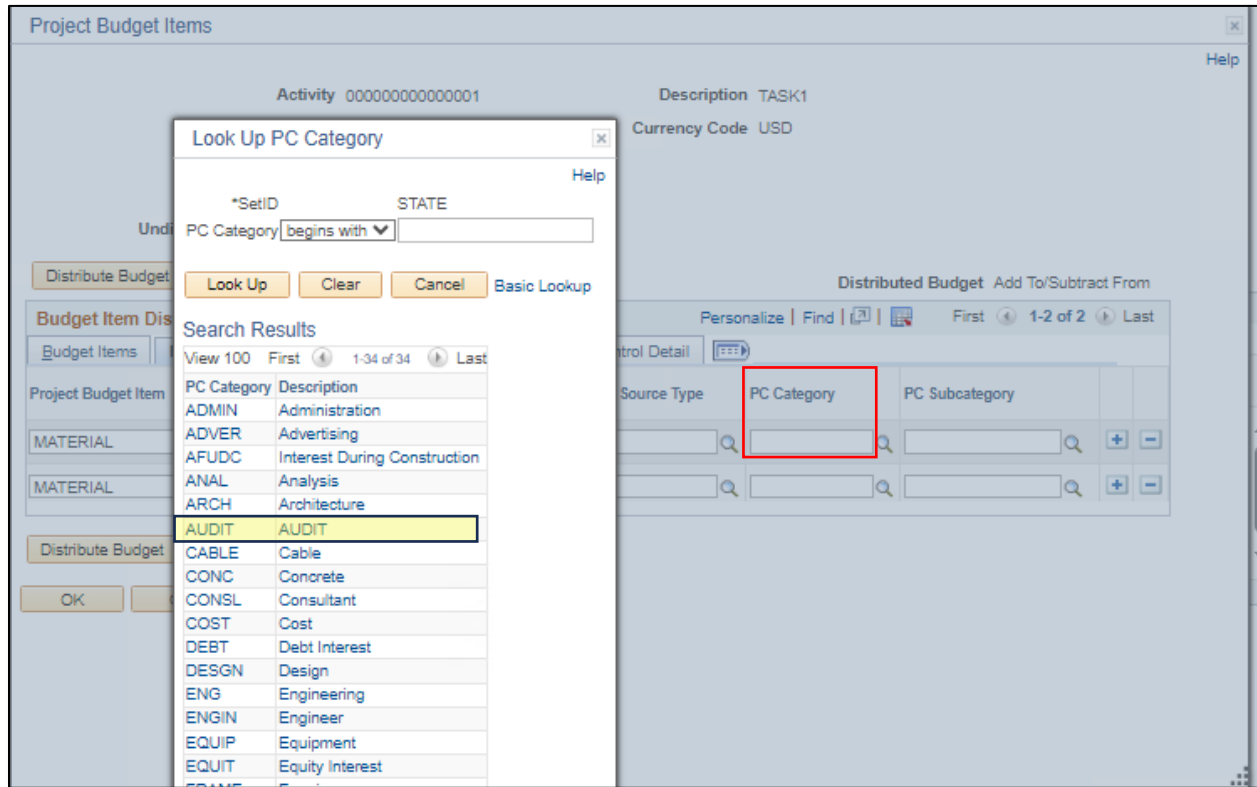 Project Budget Items
Help
Activity 000000000000001 Description TASK1
Currency Code USD
Look Up PC Category
Help
*SetID STATE
PC Category begins with
Look Up Clear Cancel Basic Lookup
Search Results
View 100 First 1-34 of 34 Last
PC Category Description
ADMIN Administration
ADVER Advertising
AFUDC Interest During Construction
ANAL Analysis
ARCH Architecture
AUDIT AUDIT
CABLE Cable
CONC Concrete
CONSL Consultant
COST Cost
DEBT Debt Interest
DESGN Design
ENG Engineering
ENGIN Engineer
EQUIP Equipment
EQUIT Equity Interest
Undi
Distribute Budget Distributed Budget Add To/Subtract From
Budget Item Dis Personalize | Find | First 1-2 of 2 Last
Budget Items trol Detail
Project Budget Item Source Type PC Category PC Subcategory
MATERIAL
MATERIAL
Distribute Budget
OK